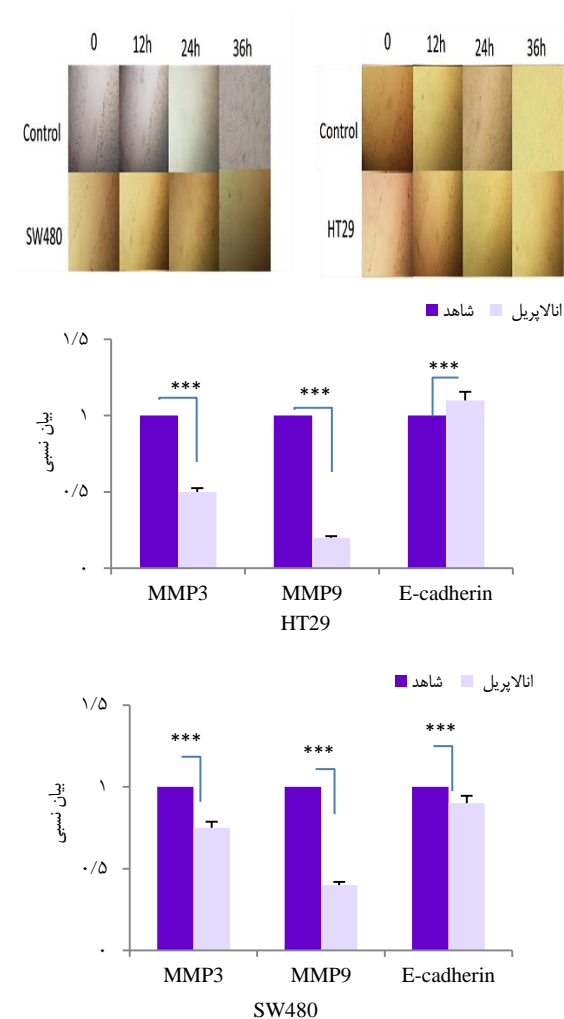 0 12h 24h 36h
Control
SW480
0 12h 24h 36h
Control
HT29
شاهد انالاپریل
بیان نسبی
۱/۵
۱
۰/۵
۰
*** *** ***
MMP3 MMP9 E-cadherin
HT29
شاهد انالاپریل
بیان نسبی
۱/۵
۱
۰/۵
۰
*** *** ***
MMP3 MMP9 E-cadherin
SW480